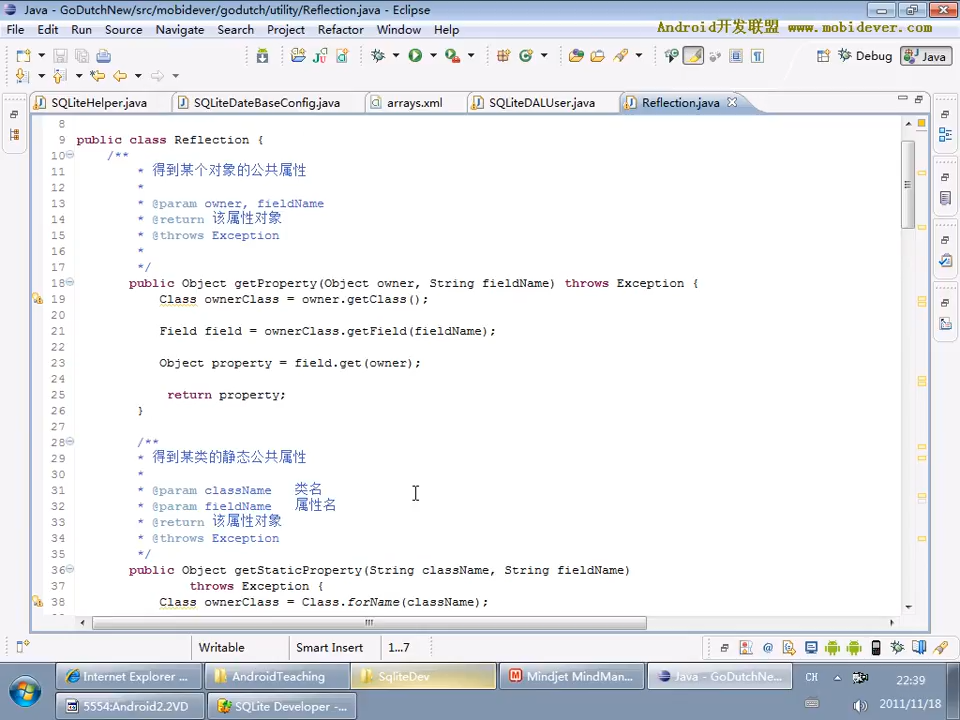 Java - GoDutchNew/src/mobidever/godutch/utility/Reflection.java - Eclipse
File Edit Run Source Navigate Search Project Refactor Window Help
Android开发联盟 www.mobidever.com
Debug Java
SQLiteHelper.java SQLiteDateBaseConfig.java arrays.xml SQLiteDALUser.java Reflection.java
8
9 public class Reflection {
10 /**
11 * 得到某个对象的公共属性
12 *
13 * @param owner, fieldName
14 * @return 该属性对象
15 * @throws Exception
16 *
17 */
18 public Object getProperty(Object owner, String fieldName) throws Exception {
19 Class ownerClass = owner.getClass();
20
21 Field field = ownerClass.getField(fieldName);
22
23 Object property = field.get(owner);
24
25 return property;
26 }
27
28 /**
29 * 得到某类的静态公共属性
30 *
31 * @param className 类名
32 * @param fieldName 属性名
33 * @return 该属性对象
34 * @throws Exception
35 */
36 public Object getStaticProperty(String className, String fieldName)
37 throws Exception {
38 Class ownerClass = Class.forName(className);
Writable Smart Insert 1...7
Internet Explorer ... AndroidTeaching SqliteDev Mindjet MindMan... Java - GoDutchNe... CH 22:39
5554:Android2.2VD SQLite Developer -... 2011/11/18